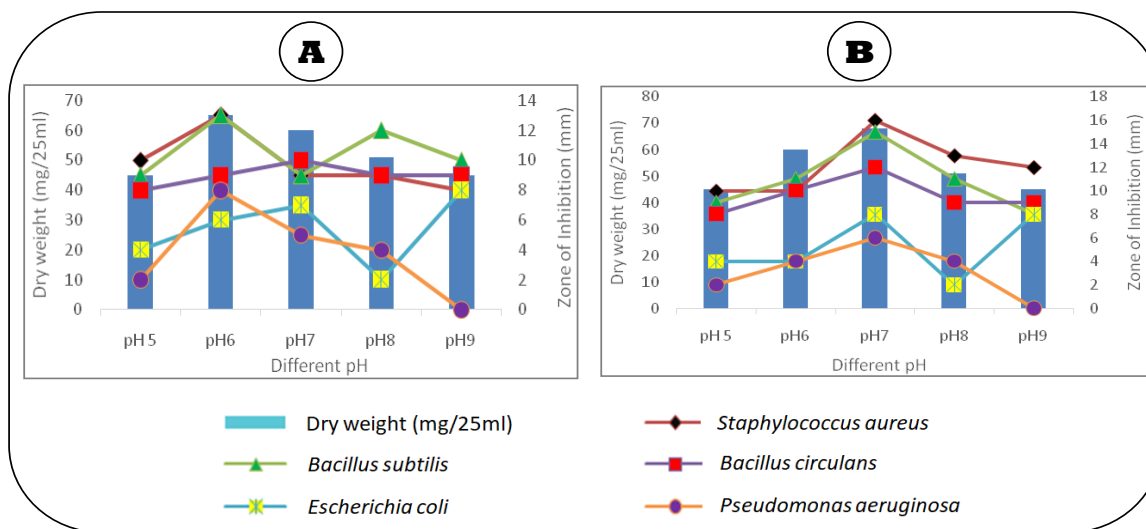 A
B
Dry weight (mg/25ml)
70
60
50
40
30
20
10
0
14
12
10
8
6
4
2
0
Zone of Inhibition (mm)
pH 5 pH6 pH7 pH8 pH9
Different pH
Dry weight (mg/25ml)
80
70
60
50
40
30
20
10
0
18
16
14
12
10
8
6
4
2
0
Zone of Inhibition (mm)
pH 5 pH6 pH7 pH8 pH9
Different pH
Dry weight (mg/25ml)
Staphylococcus aureus
Bacillus subtilis
Bacillus circulans
Escherichia coli
Pseudomonas aeruginosa